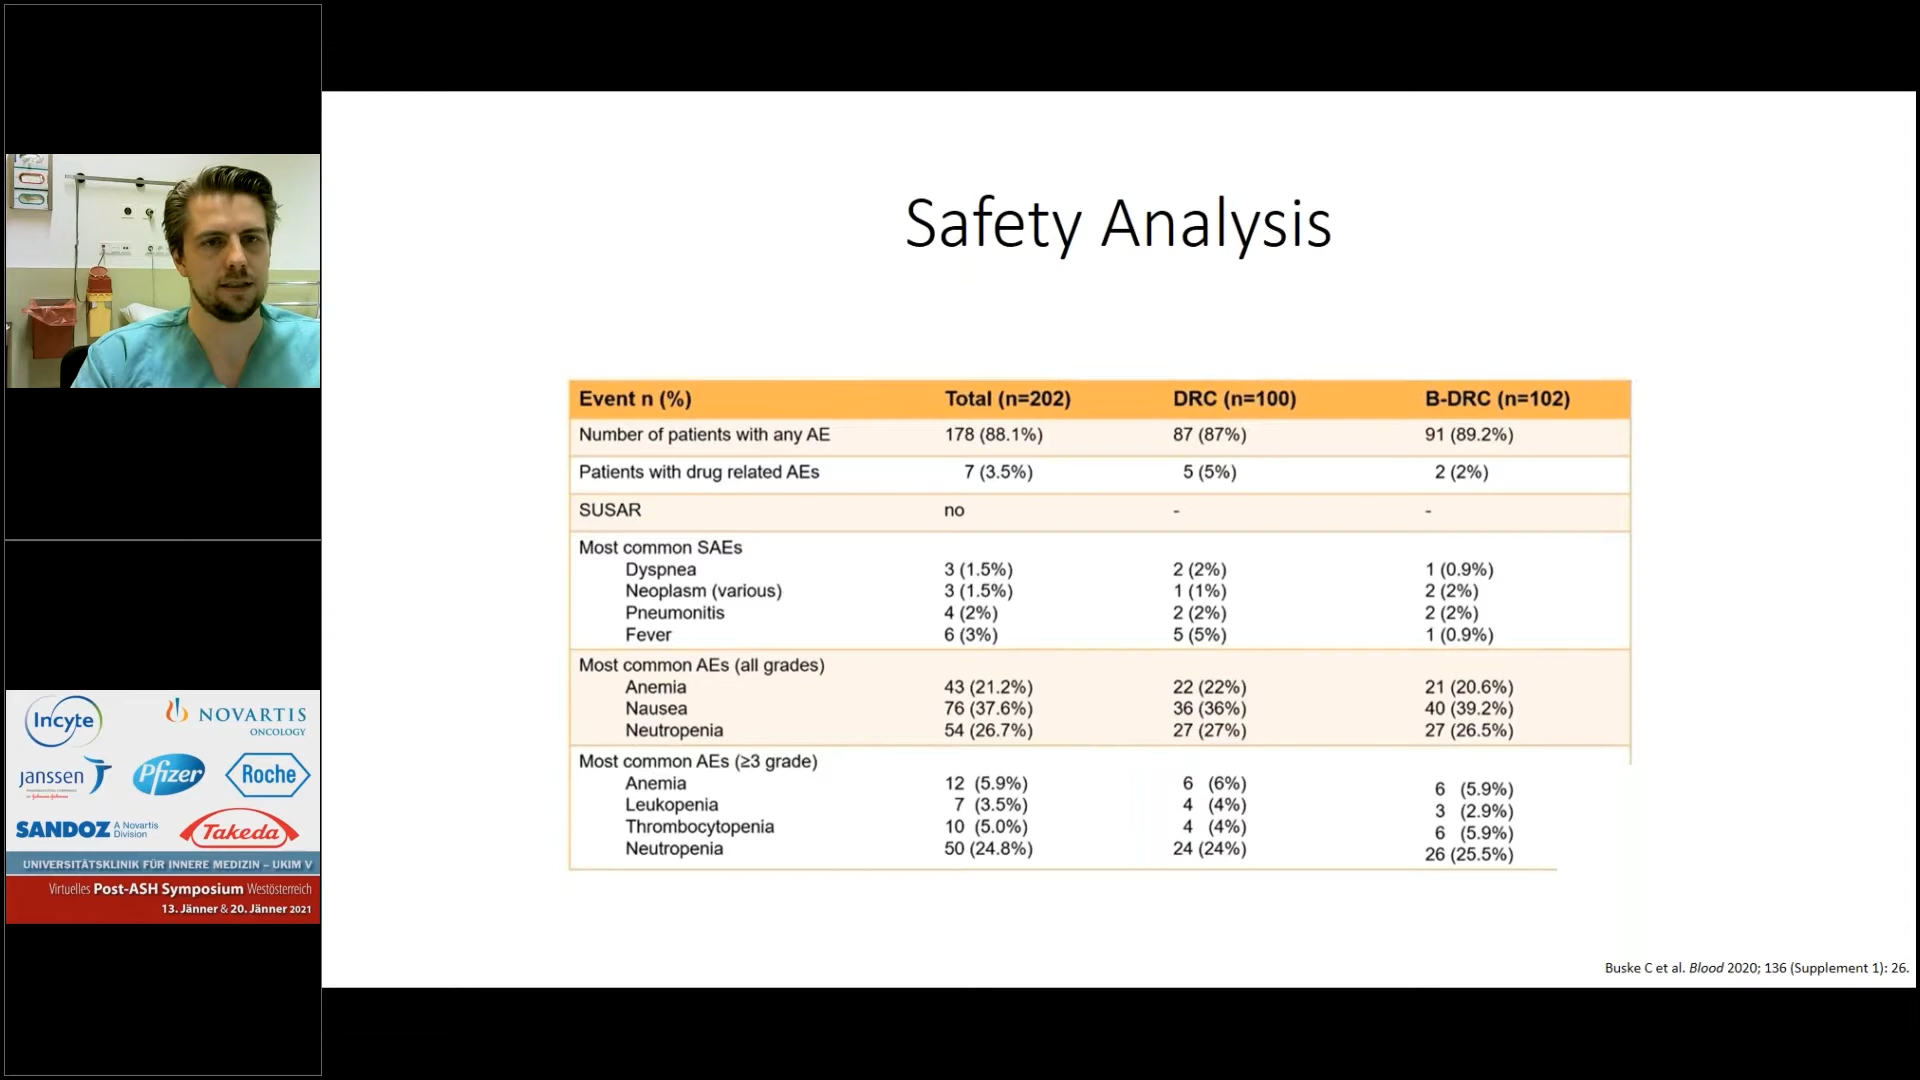 Safety Analysis
Event n (%) Total (n=202) DRC (n=100) B-DRC (n=102)
Number of patients with any AE 178 (88.1%) 87 (87%) 91 (89.2%)
Patients with drug related AEs 7 (3.5%) 5 (5%) 2 (2%)
SUSAR no - -
Most common SAEs
Dyspnea 3 (1.5%) 2 (2%) 1 (0.9%)
Neoplasm (various) 3 (1.5%) 1 (1%) 2 (2%)
Pneumonitis 4 (2%) 2 (2%) 2 (2%)
Fever 6 (3%) 5 (5%) 1 (0.9%)
Most common AEs (all grades)
Anemia 43 (21.2%) 22 (22%) 21 (20.6%)
Nausea 76 (37.6%) 36 (36%) 40 (39.2%)
Neutropenia 54 (26.7%) 27 (27%) 27 (26.5%)
Most common AEs (≥3 grade)
Anemia 12 (5.9%) 6 (6%) 6 (5.9%)
Leukopenia 7 (3.5%) 4 (4%) 3 (2.9%)
Thrombocytopenia 10 (5.0%) 4 (4%) 6 (5.9%)
Neutropenia 50 (24.8%) 24 (24%) 26 (25.5%)
Buske C et al. Blood 2020; 136 (Supplement 1): 26.
Incyte
NOVARTIS
ONCOLOGY
janssen
Pfizer
Roche
SANDOZ A Novartis Division
Takeda
UNIVERSITÄTSKLINIK FÜR INNERE MEDIZIN – UKIM V
Virtuelles Post-ASH Symposium Westösterreich
13. Jänner & 20. Jänner 2021